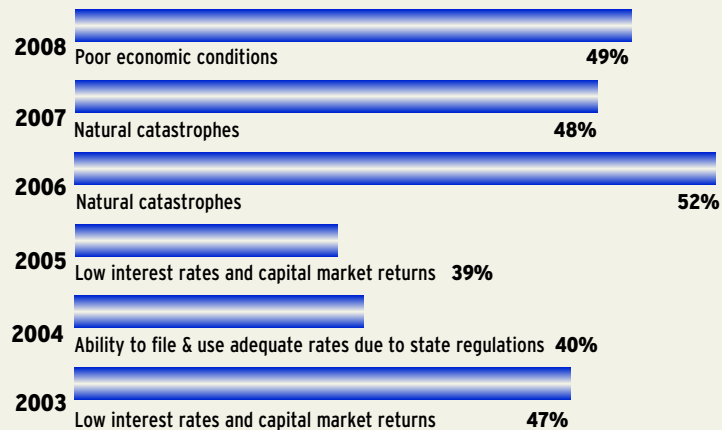 2008
Poor economic conditions 49%
2007
Natural catastrophes 48%
2006
Natural catastrophes 52%
2005
Low interest rates and capital market returns 39%
2004
Ability to file & use adequate rates due to state regulations 40%
2003
Low interest rates and capital market returns 47%